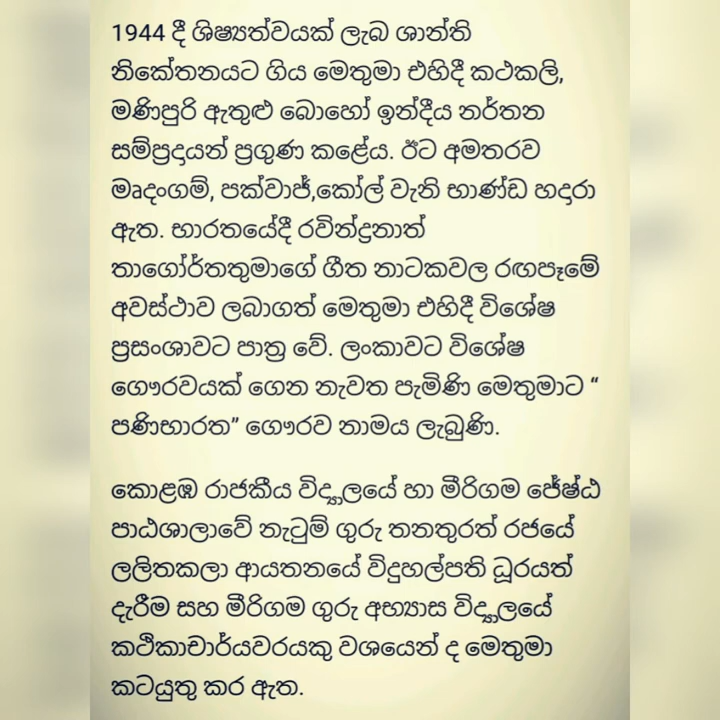 1944 දී ශිෂ්‍යත්වයක් ලැබ ශාන්ති
නිකේතනයට ගිය මෙතුමා එහිදී කථකලි,
මණිපුරි ඇතුළු බොහෝ ඉන්දීය නර්තන
සම්ප්‍රදායන් ප්‍රගුණ කළේය. ඊට අමතරව
මෘදංගම්, පක්වාජ්,කෝල් වැනි භාණ්ඩ හදාරා
ඇත. භාරතයේදී රවින්ද්‍රනාත්
තාගෝර්තතුමාගේ ගීත නාටකවල රඟපෑමේ
අවස්ථාව ලබාගත් මෙතුමා එහිදී විශේෂ
ප්‍රසංශාවට පාත්‍ර වේ. ලංකාවට විශේෂ
ගෞරවයක් ගෙන නැවත පැමිණි මෙතුමාට “
පණිභාරත” ගෞරව නාමය ලැබුණි.
කොළඹ රාජකීය විද්‍යාලයේ හා මීරිගම ජේෂ්ඨ
පාඨශාලාවේ නැටුම් ගුරු තනතුරත් රජයේ
ලලිතකලා ආයතනයේ විදුහල්පති ධූරයත්
දැරීම සහ මීරිගම ගුරු අභ්‍යාස විද්‍යාලයේ
කථිකාචාර්යවරයකු වශයෙන් ද මෙතුමා
කටයුතු කර ඇත.